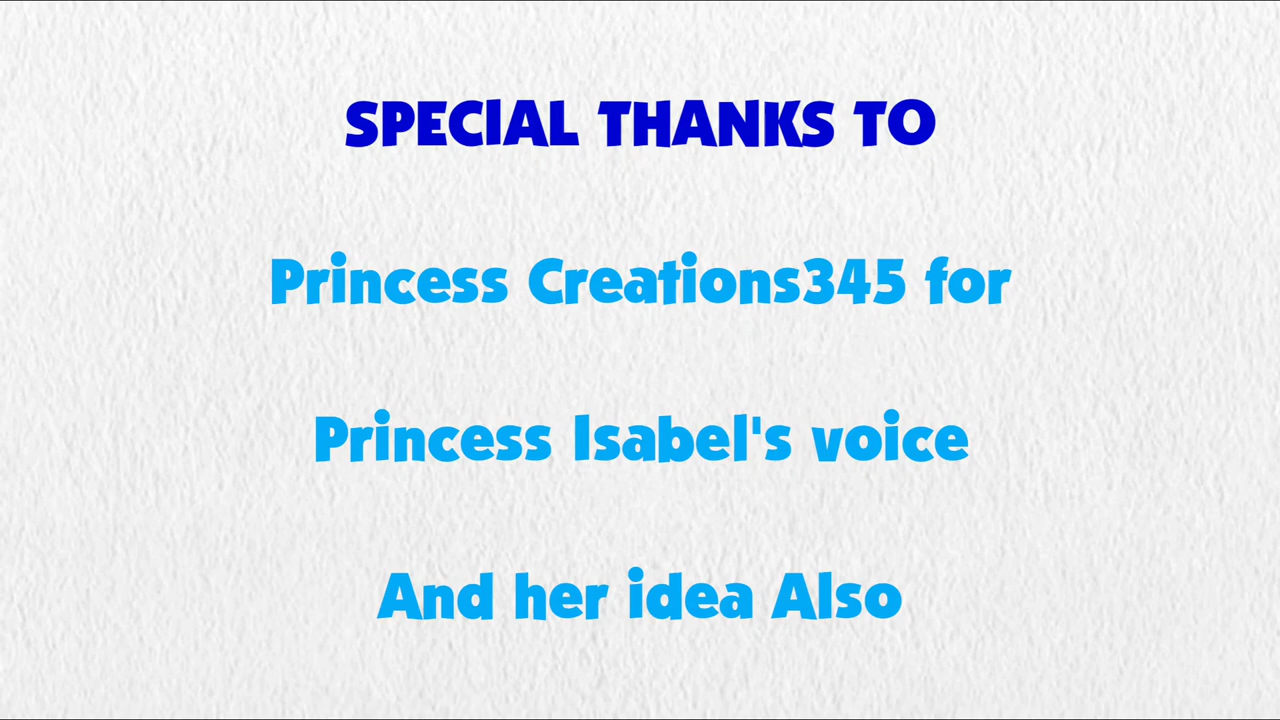 SPECIAL THANKS TO
Princess Creations345 for
Princess Isabel's voice
And her idea Also